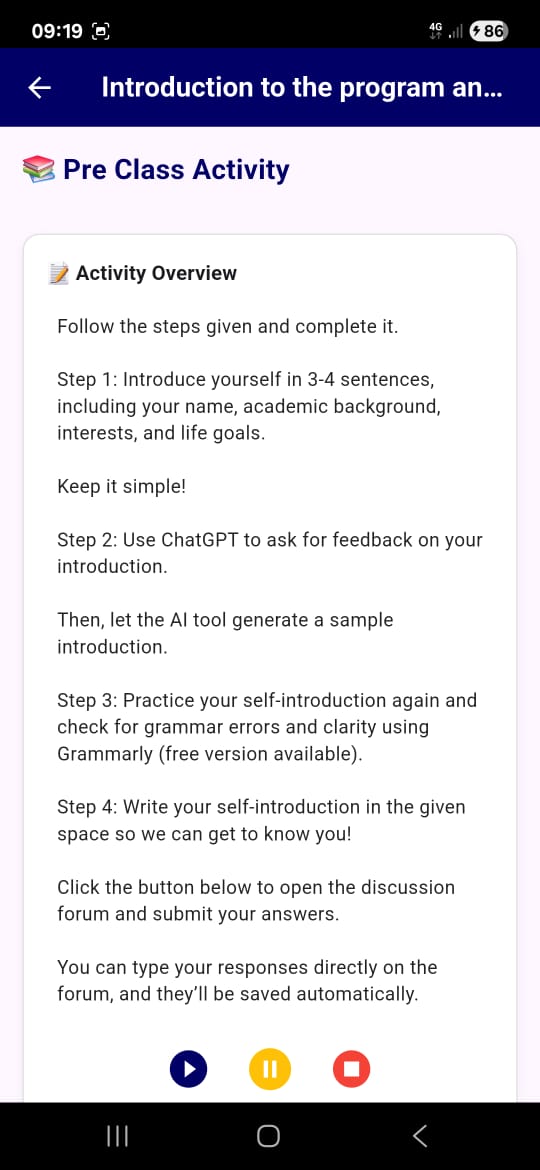 09:19
4G
86
Introduction to the program an...
Pre Class Activity
Activity Overview
Follow the steps given and complete it.
Step 1: Introduce yourself in 3-4 sentences,
including your name, academic background,
interests, and life goals.
Keep it simple!
Step 2: Use ChatGPT to ask for feedback on your
introduction.
Then, let the AI tool generate a sample
introduction.
Step 3: Practice your self-introduction again and
check for grammar errors and clarity using
Grammarly (free version available).
Step 4: Write your self-introduction in the given
space so we can get to know you!
Click the button below to open the discussion
forum and submit your answers.
You can type your responses directly on the
forum, and they’ll be saved automatically.